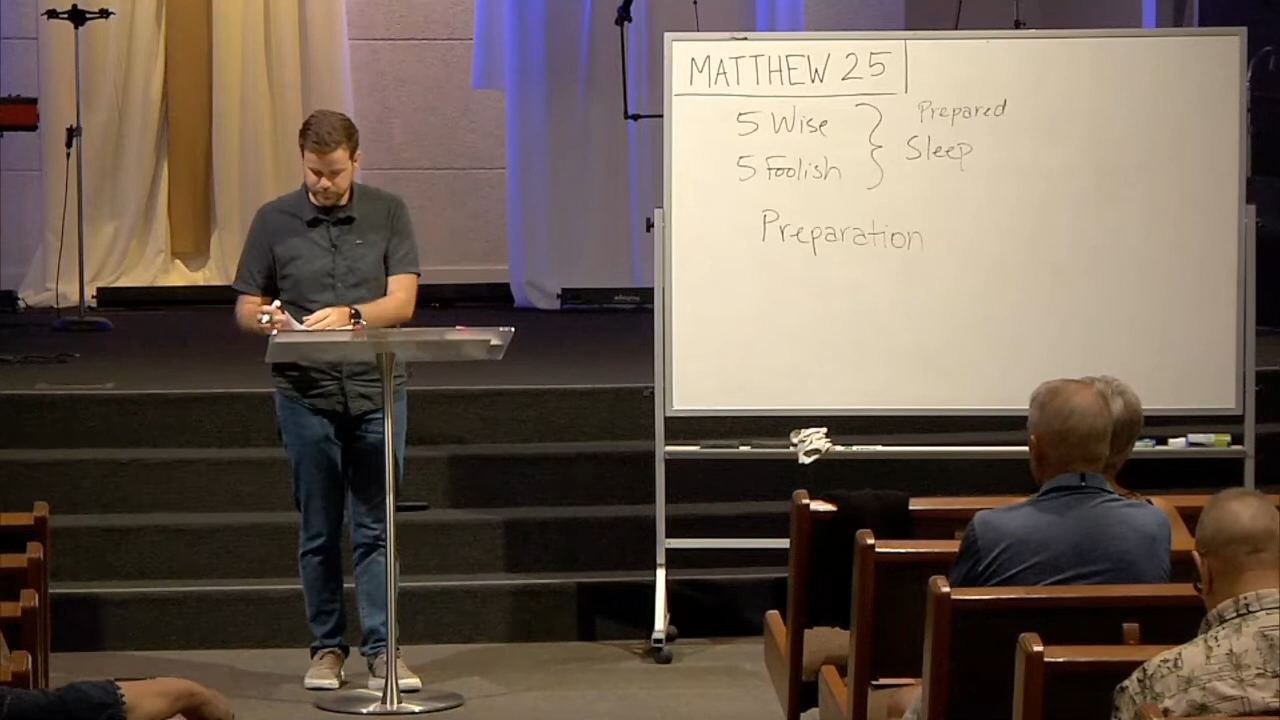 MATTHEW 25
5 Wise
5 Foolish
Prepared
Sleep
Preparation